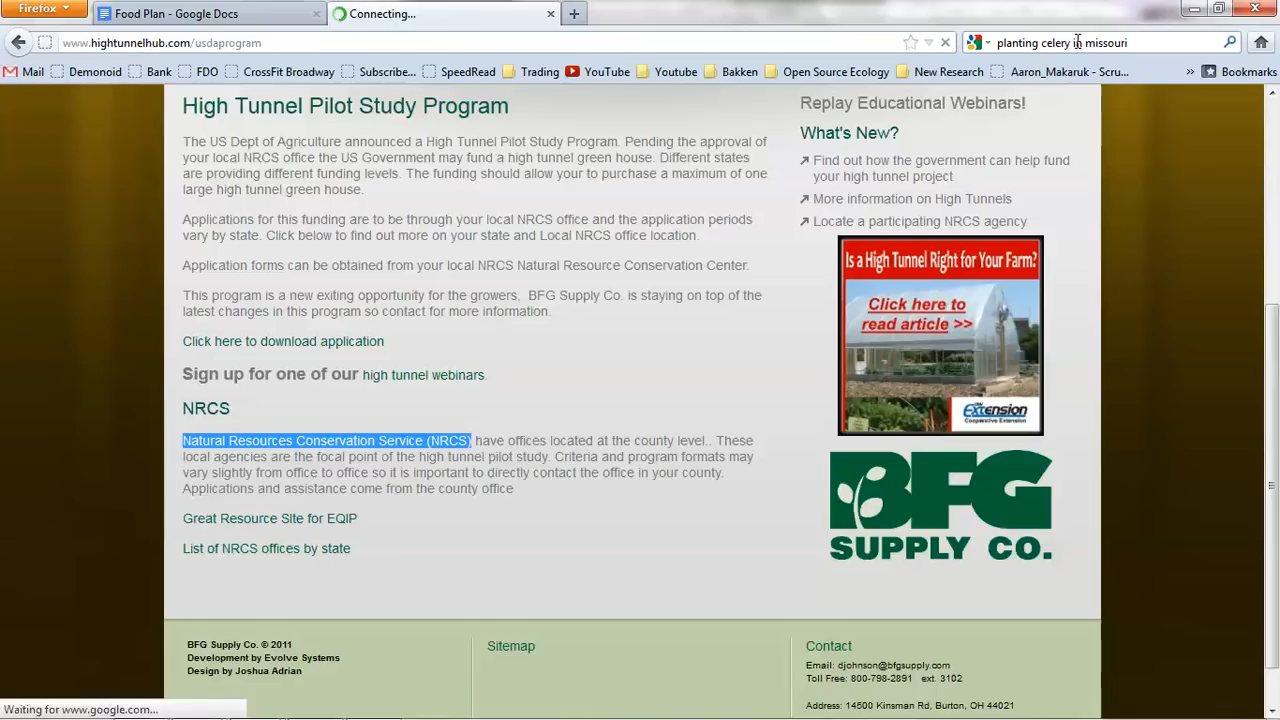 Firefox
Food Plan - Google Docs
Connecting...
www.hightunnelhub.com/usdaprogram
planting celery in missouri
Mail
Demonoid
Bank
FDO
CrossFit Broadway
Subscribe...
SpeedRead
Trading
YouTube
Youtube
Bakken
Open Source Ecology
New Research
Aaron_Makaruk - Scru...
»
Bookmarks
High Tunnel Pilot Study Program
The US Dept of Agriculture announced a High Tunnel Pilot Study Program. Pending the approval of
your local NRCS office the US Government may fund a high tunnel green house. Different states
are providing different funding levels. The funding should allow your to purchase a maximum of one
large high tunnel green house.
Applications for this funding are to be through your local NRCS office and the application periods
vary by state. Click below to find out more on your state and Local NRCS office location.
Application forms can be obtained from your local NRCS Natural Resource Conservation Center.
This program is a new exiting opportunity for the growers, BFG Supply Co. is staying on top of the
latest changes in this program so contact for more information.
Click here to download application
Sign up for one of our high tunnel webinars.
NRCS
Natural Resources Conservation Service (NRCS) have offices located at the county level.. These
local agencies are the focal point of the high tunnel pilot study. Criteria and program formats may
vary slightly from office to office so it is important to directly contact the office in your county.
Applications and assistance come from the county office
Great Resource SIte for EQIP
List of NRCS offices by state
Replay Educational Webinars!
What's New?
Find out how the government can help fund
your high tunnel project
More information on High Tunnels
Locate a participating NRCS agency
Is a High Tunnel Right for Your Farm?
Click here to
read article >>
Extension
Cooperative Extension
BFG
SUPPLY CO.
BFG Supply Co. © 2011
Development by Evolve Systems
Design by Joshua Adrian
Sitemap
Contact
Email: djohnson@bfgsupply.com
Toll Free: 800-798-2891 ext. 3102
Address: 14500 Kinsman Rd, Burton, OH 44021
Waiting for www.google.com...